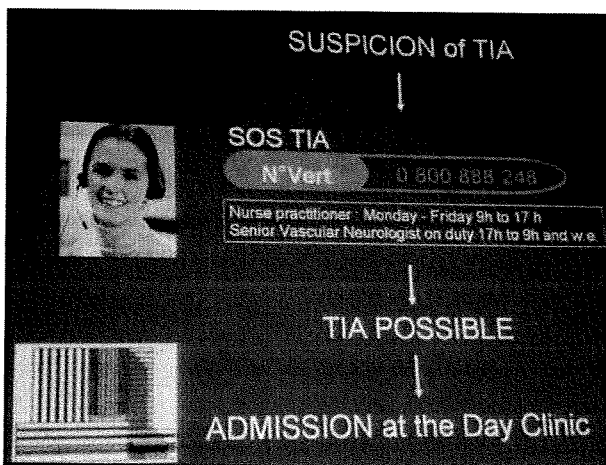 SUSPICION of TIA
SOS TIA
N°Vert 0 800 888 248
Nurse practitioner : Monday - Friday 9h to 17 h
Senior Vascular Neurologist on duty 17h to 9h and w.e.
TIA POSSIBLE
ADMISSION at the Day Clinic